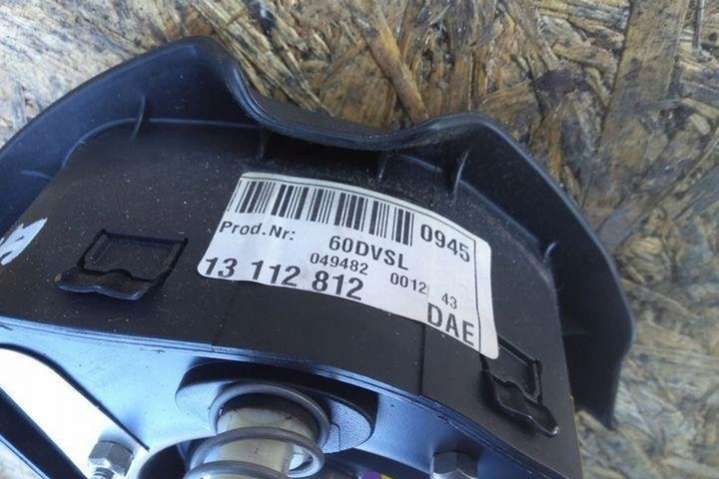 0945
Prod.Nr: 60DVSL
049482 0012 43
13 112 812 DAE